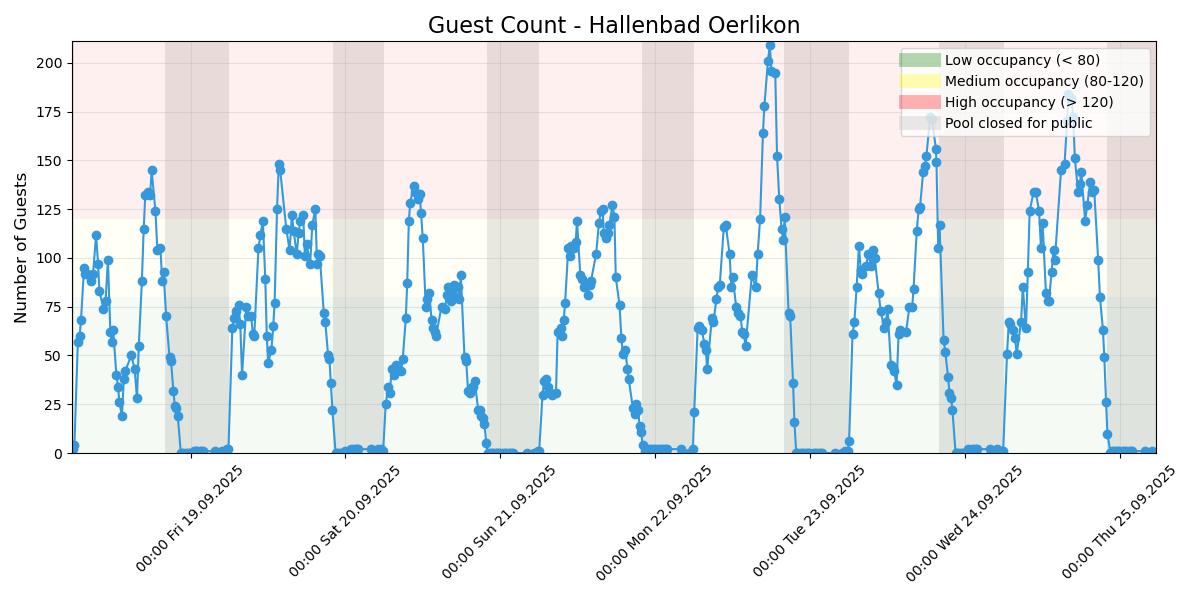 Guest Count - Hallenbad Oerlikon
Number of Guests
200
175
150
125
100
75
50
25
0
Low occupancy (< 80)
Medium occupancy (80-120)
High occupancy (> 120)
Pool closed for public
00:00 Fri 19.09.2025
00:00 Sat 20.09.2025
00:00 Sun 21.09.2025
00:00 Mon 22.09.2025
00:00 Tue 23.09.2025
00:00 Wed 24.09.2025
00:00 Thu 25.09.2025